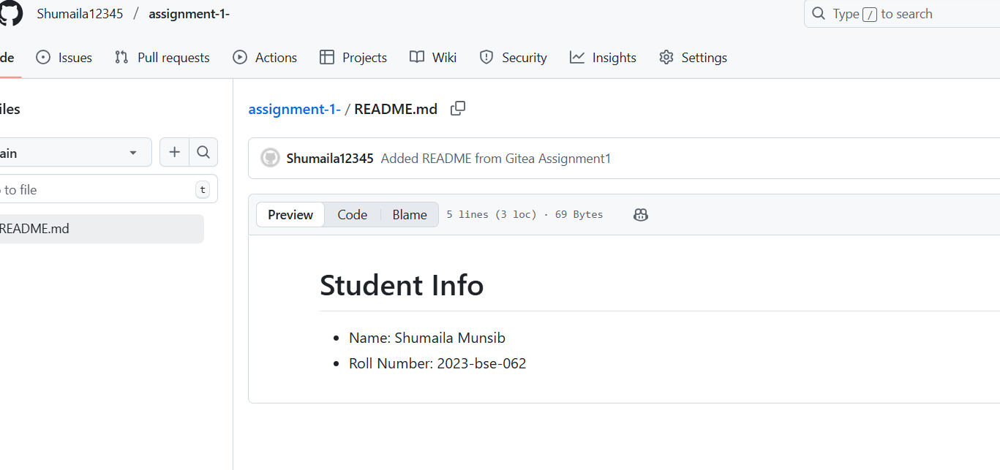 Shumaila12345 / assignment-1-
Type / to search
de Issues Pull requests Actions Projects Wiki Security Insights Settings
iles
assignment-1- / README.md
ain
Shumaila12345 Added README from Gitea Assignment1
to file t
Preview Code Blame 5 lines (3 loc) · 69 Bytes
README.md
Student Info
• Name: Shumaila Munsib
• Roll Number: 2023-bse-062